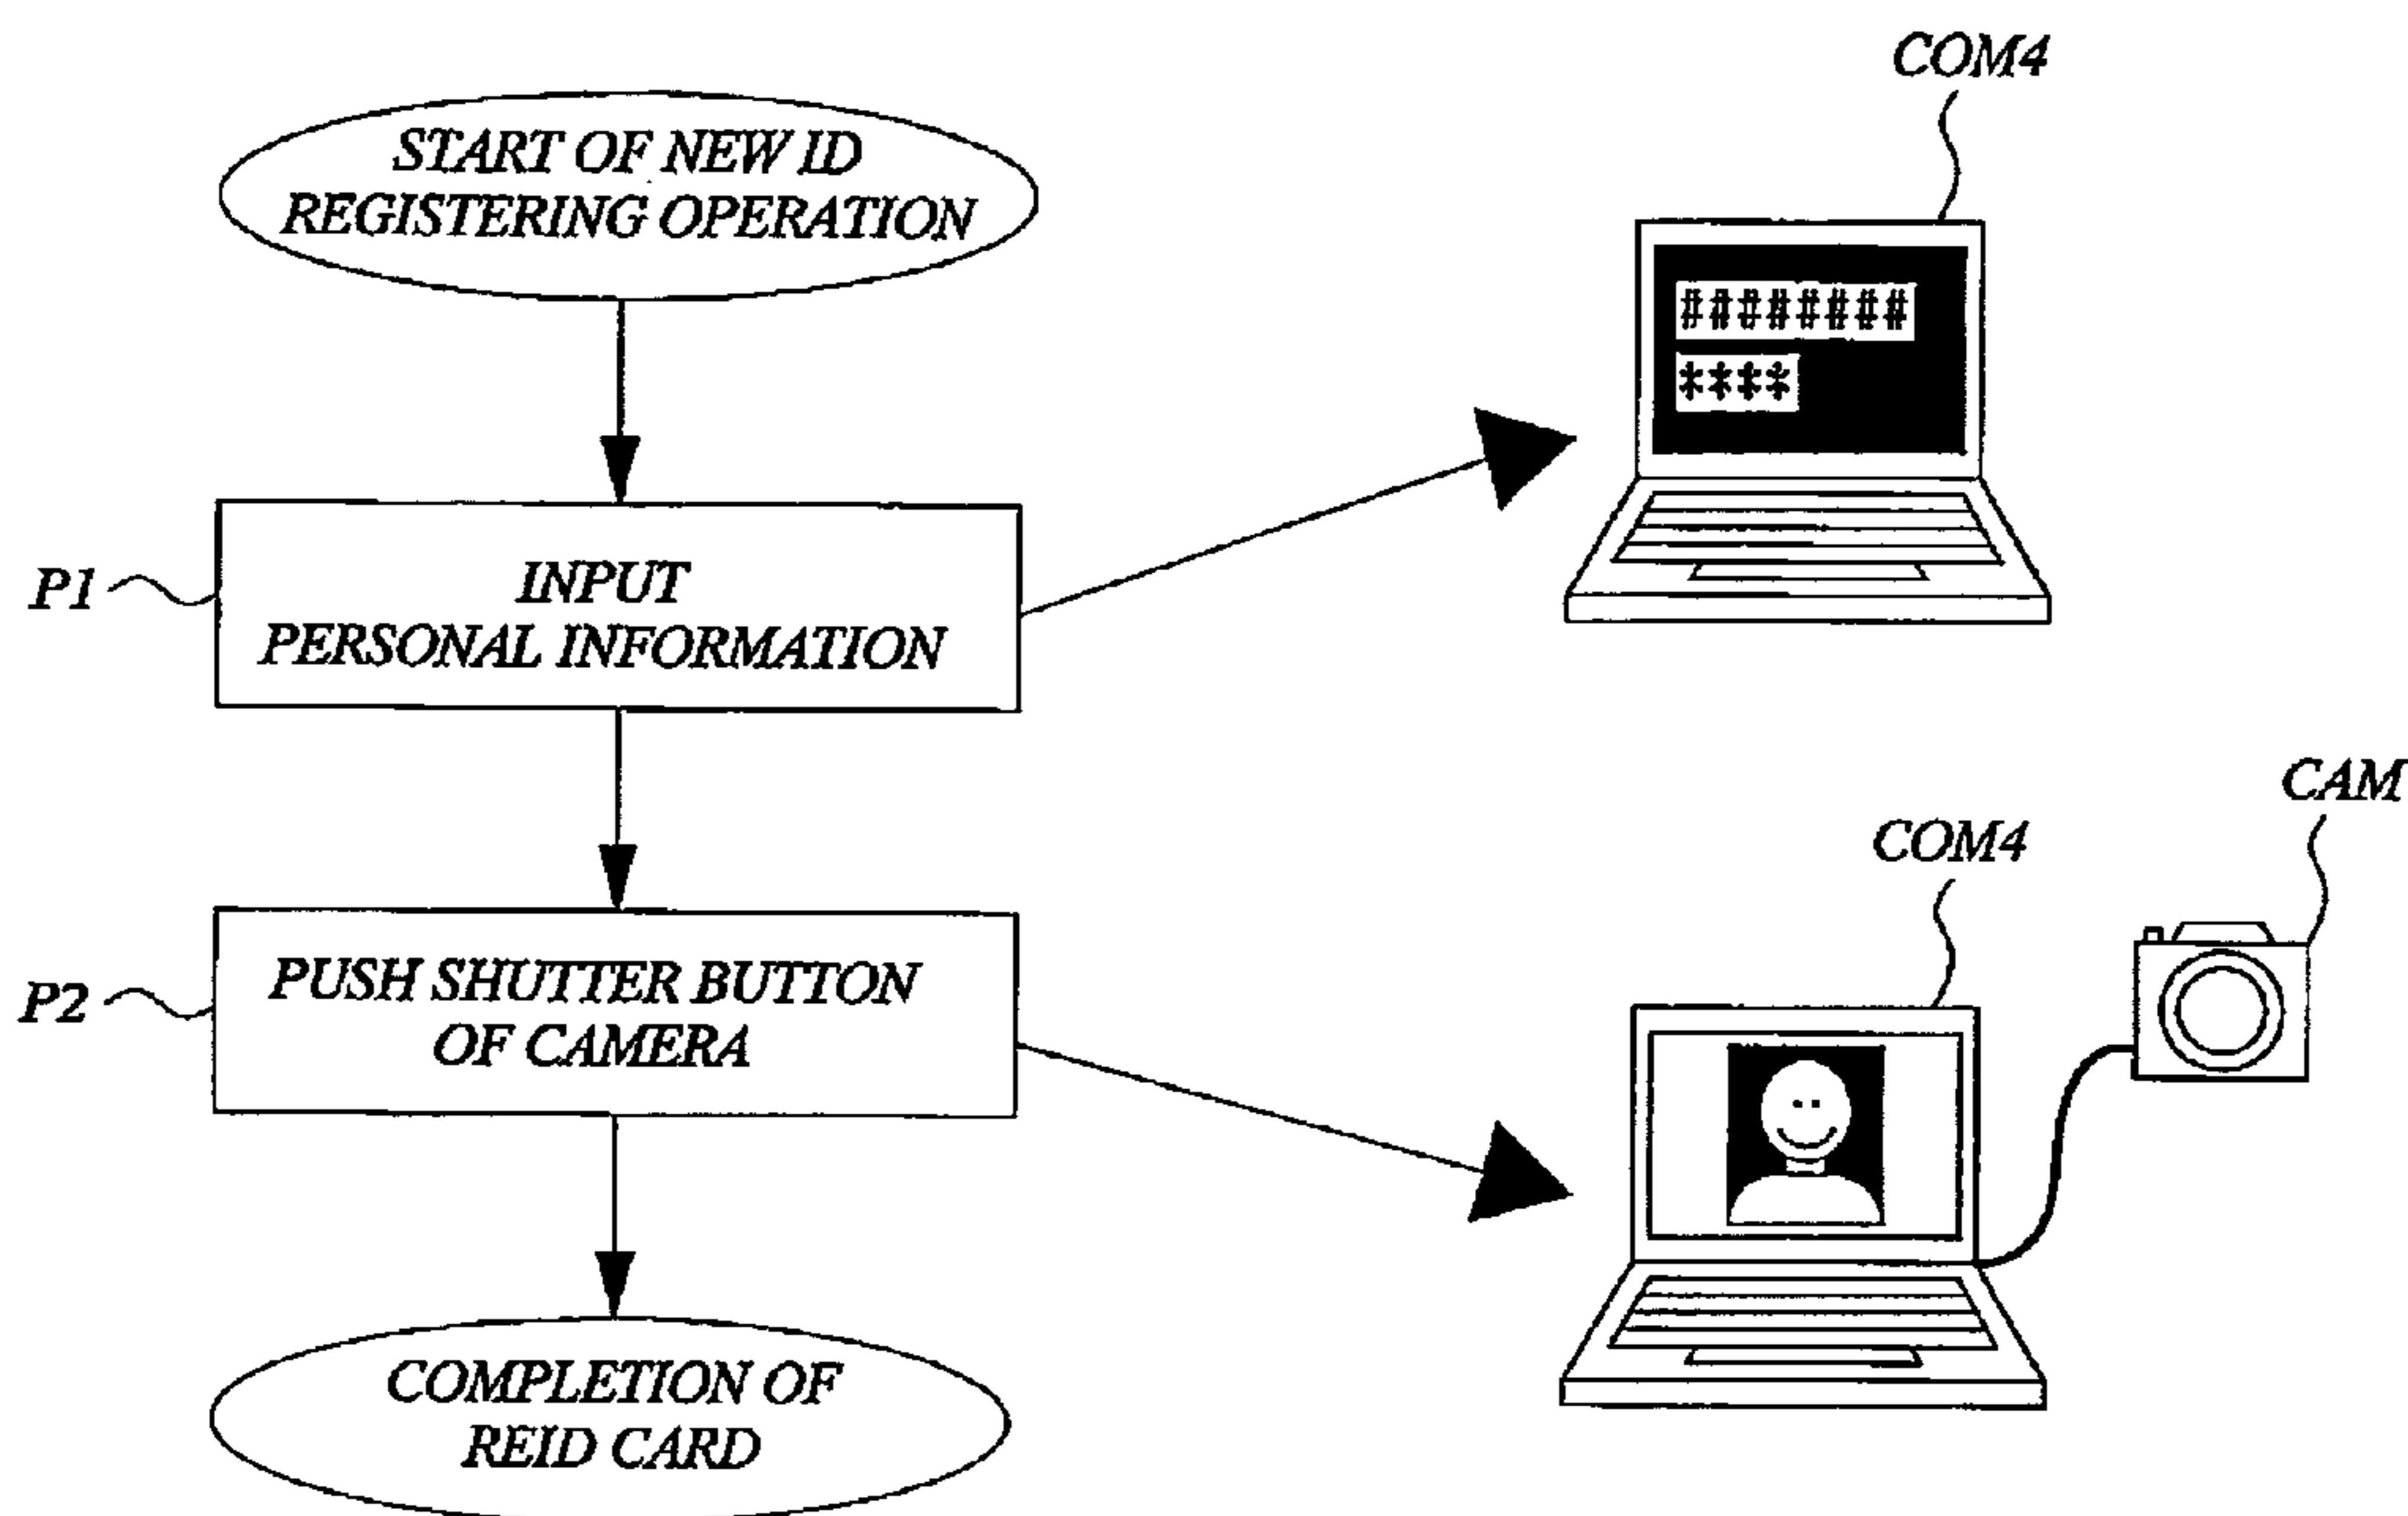 COM4
START OF NEW ID
REGISTERING OPERATION
########
****
P1
INPUT
PERSONAL INFORMATION
CAM
COM4
P2
PUSH SHUTTER BUTTON
OF CAMERA
COMPLETION OF
REID CARD